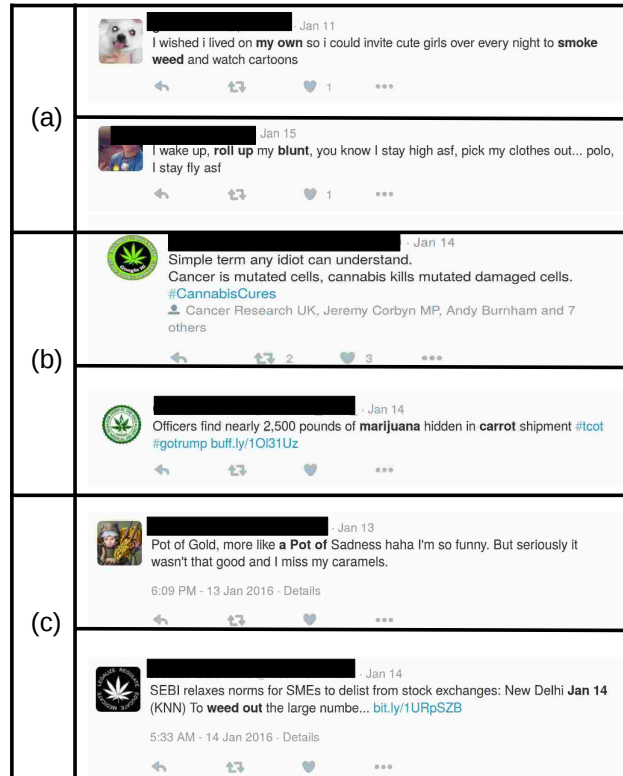 (a)
· Jan 11
I wished i lived on my own so i could invite cute girls over every night to smoke
weed and watch cartoons
1
Jan 15
I wake up, roll up my blunt, you know I stay high asf, pick my clothes out... polo,
I stay fly asf
1
(b)
· Jan 14
Simple term any idiot can understand.
Cancer is mutated cells, cannabis kills mutated damaged cells.
#CannabisCures
Cancer Research UK, Jeremy Corbyn MP, Andy Burnham and 7
others
2 3
· Jan 14
Officers find nearly 2,500 pounds of marijuana hidden in carrot shipment #tcot
#gotrump buff.ly/1Ol31Uz
(c)
· Jan 13
Pot of Gold, more like a Pot of Sadness haha I'm so funny. But seriously it
wasn't that good and I miss my caramels.
6:09 PM - 13 Jan 2016 · Details
· Jan 14
LEGALIZE REGULATE EDUCATE MEDICATE
SEBI relaxes norms for SMEs to delist from stock exchanges: New Delhi Jan 14
(KNN) To weed out the large numbe... bit.ly/1URpSZB
5:33 AM - 14 Jan 2016 · Details